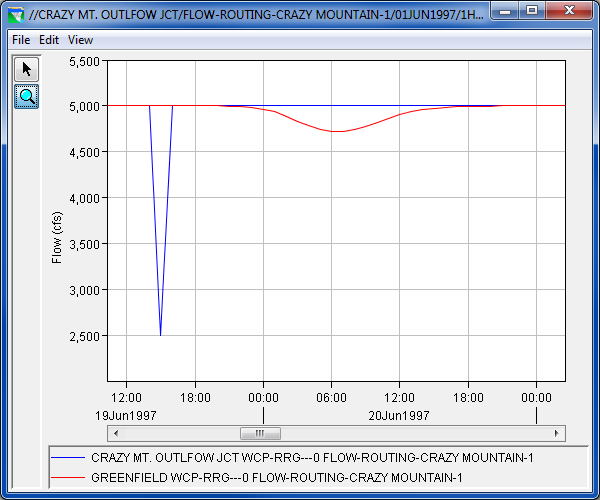 //CRAZY MT. OUTLFOW JCT/FLOW-ROUTING-CRAZY MOUNTAIN-1/01JUN1997/1H...
File Edit View
5,500
5,000
4,500
4,000
3,500
3,000
2,500
Flow (cfs)
12:00 18:00 00:00 06:00 12:00 18:00 00:00
19Jun1997 20Jun1997
CRAZY MT. OUTLFOW JCT WCP-RRG---0 FLOW-ROUTING-CRAZY MOUNTAIN-1
GREENFIELD WCP-RRG---0 FLOW-ROUTING-CRAZY MOUNTAIN-1